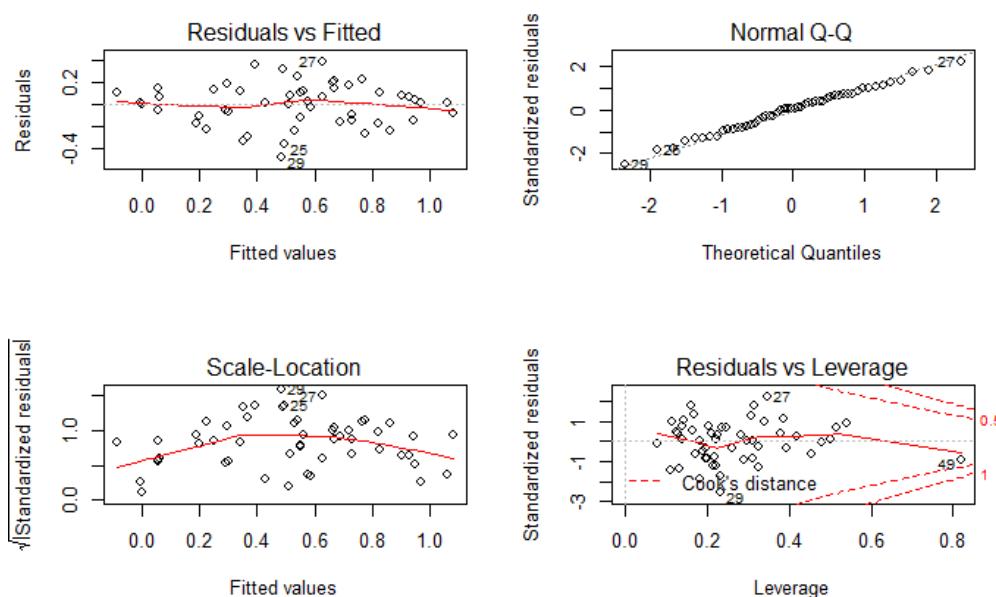 Residuals vs Fitted
Residuals
0.2
-0.4
27
25
29
0.0 0.2 0.4 0.6 0.8 1.0
Fitted values
Normal Q-Q
Standardized residuals
2
1
0
-2
27
26
29
-2 -1 0 1 2
Theoretical Quantiles
Scale-Location
√|Standardized residuals|
1.0
0.0
29
27
25
0.0 0.2 0.4 0.6 0.8 1.0
Fitted values
Residuals vs Leverage
Standardized residuals
1
-1
-3
27
49
29
Cook's distance
0.5
1
0.0 0.2 0.4 0.6 0.8
Leverage